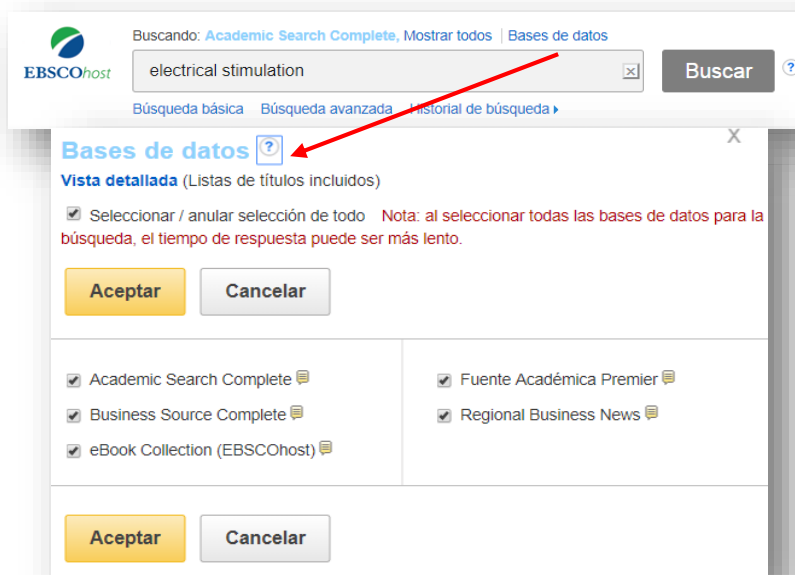 Buscando: Academic Search Complete, Mostrar todos | Bases de datos
EBSCOhost
electrical stimulation
x
Buscar
?
Búsqueda básica Búsqueda avanzada Historial de búsqueda
Bases de datos ?
X
Vista detallada (Listas de títulos incluidos)
Seleccionar / anular selección de todo Nota: al seleccionar todas las bases de datos para la
búsqueda, el tiempo de respuesta puede ser más lento.
Aceptar Cancelar
Academic Search Complete
Business Source Complete
eBook Collection (EBSCOhost)
Fuente Académica Premier
Regional Business News
Aceptar Cancelar